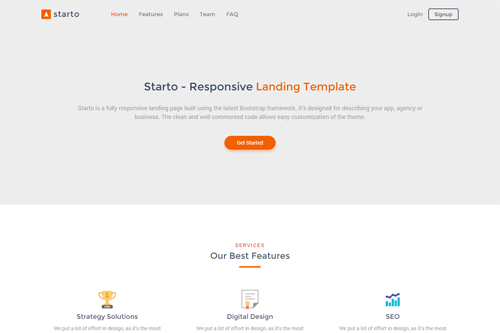 starto
Home Features Plans Team FAQ
Login Signup
Starto - Responsive Landing Template
Starto is a fully responsive landing page built using the latest Bootstrap framework. It's designed for describing your app, agency or
business. The clean and well commented code allows easy customization of the theme.
Get Started
SERVICES
Our Best Features
Strategy Solutions Digital Design SEO
We put a lot of effort in design, as it's the most We put a lot of effort in design, as it's the most We put a lot of effort in design, as it's the most